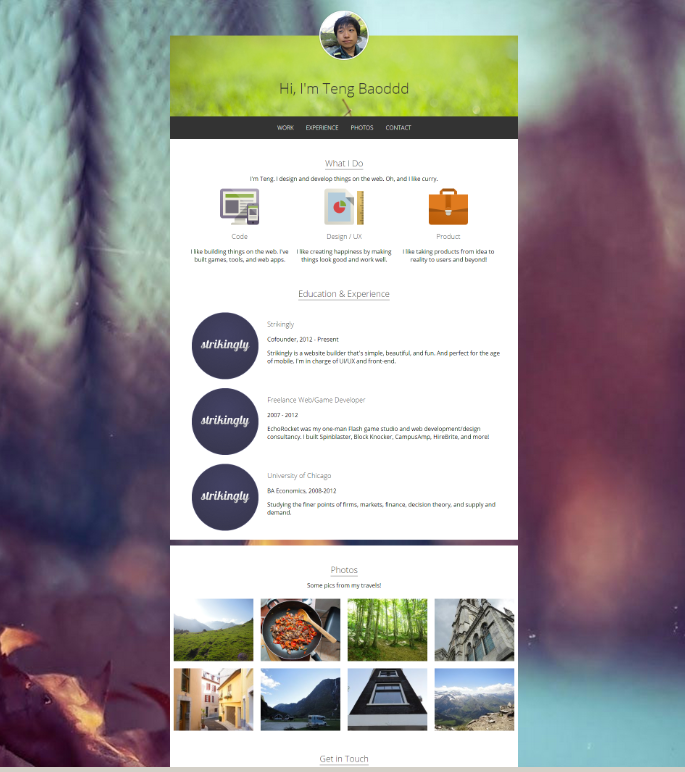 Hi, I'm Teng Baoddd
WORK EXPERIENCE PHOTOS CONTACT
What I Do
I'm Teng. I design and develop things on the web. Oh, and I like curry.
Code
I like building things on the web. I've
built games, tools, and web apps.
Design / UX
I like creating happiness by making
things look good and work well.
Product
I like taking products from idea to
reality to users and beyond!
Education & Experience
strikingly
Strikingly
Cofounder, 2012 - Present
Strikingly is a website builder that's simple, beautiful, and fun. And perfect for the age
of mobile. I'm in charge of UI/UX and front-end.
strikingly
Freelance Web/Game Developer
2007 - 2012
EchoRocket was my one-man Flash game studio and web development/design
consultancy. I built Spinblaster, Block Knocker, CampusAmp, HireBrite, and more!
strikingly
University of Chicago
BA Economics, 2008-2012
Studying the finer points of firms, markets, finance, decision theory, and supply and
demand.
Photos
Some pics from my travels!
Get in Touch